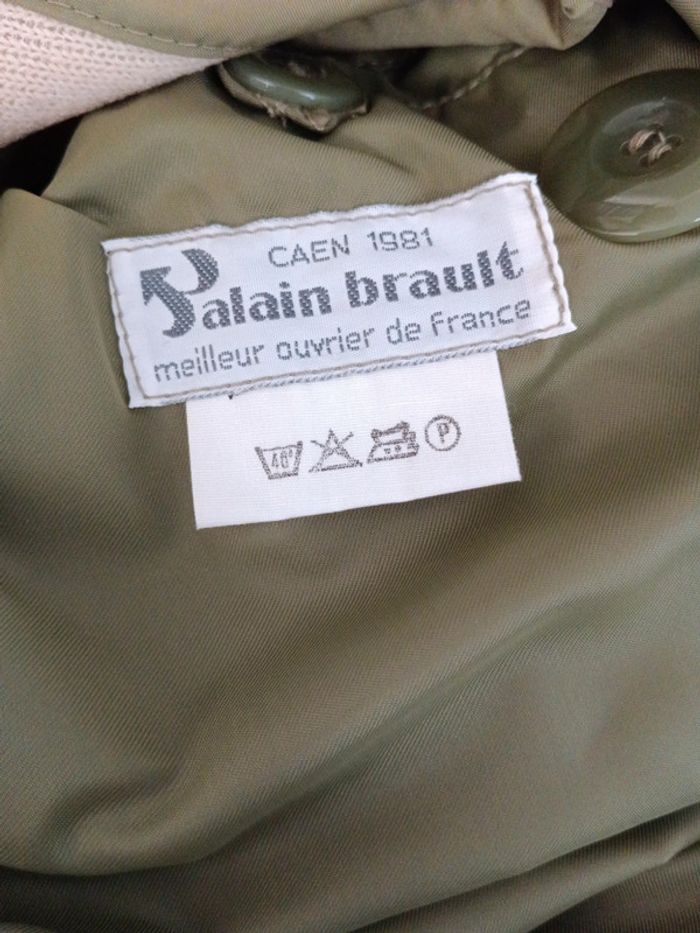 CAEN 1981
alain brault
meilleur ouvrier de france
40°
P